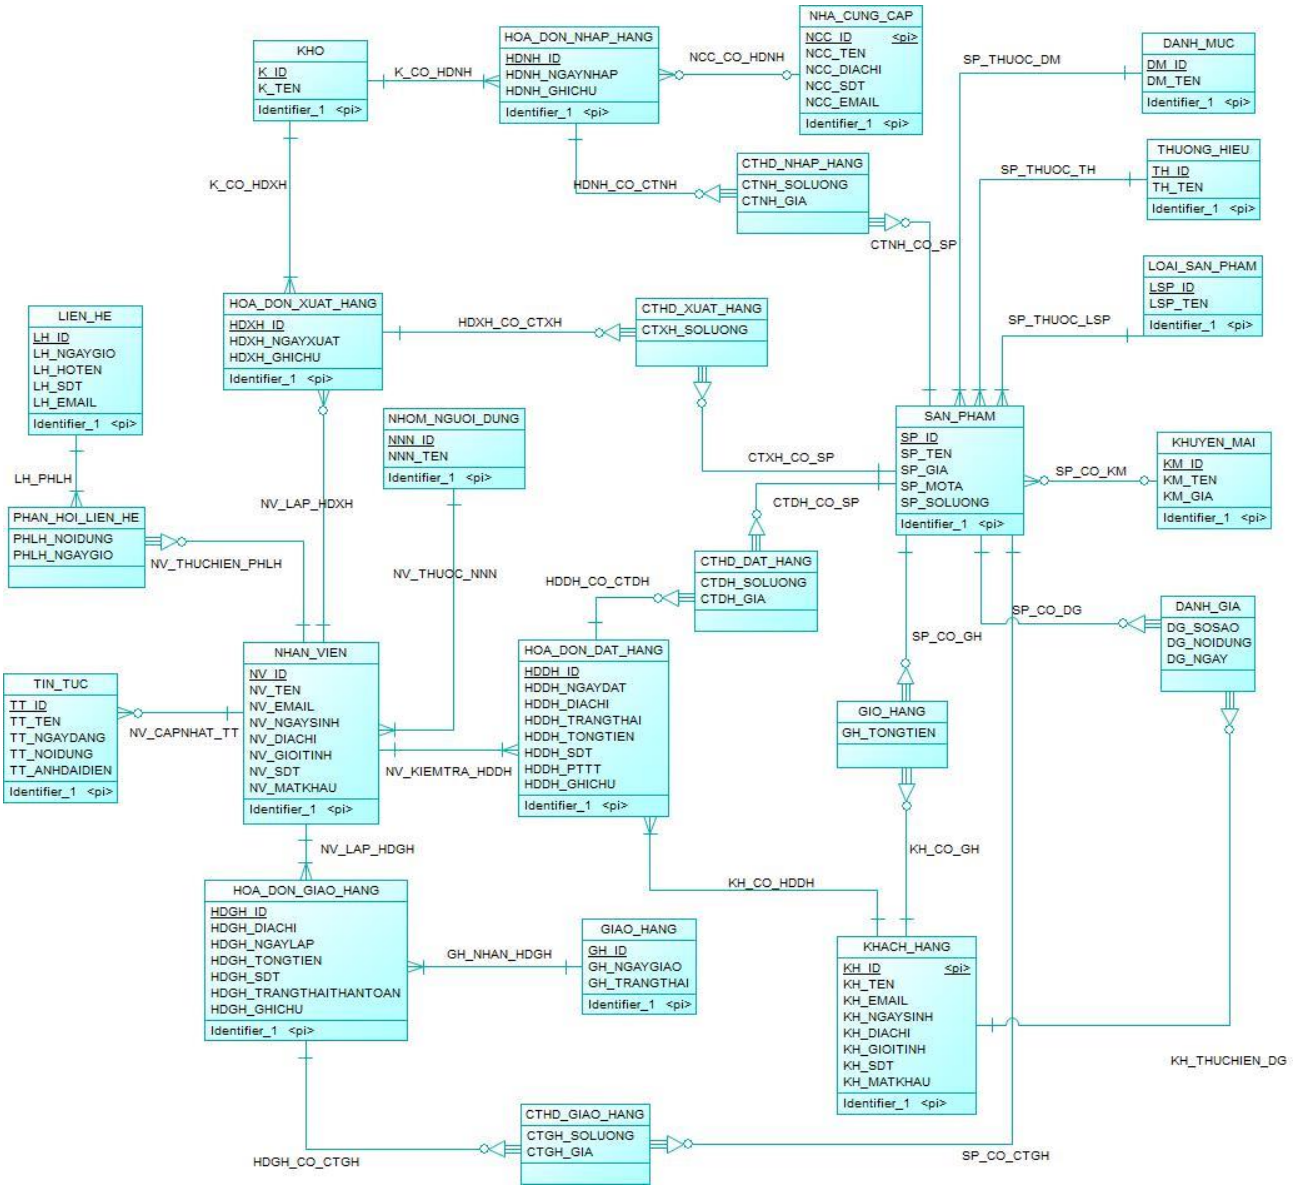 NHA_CUNG_CAP
NCC_ID <pi>
NCC_TEN
NCC_DIACHI
NCC_SDT
NCC_EMAIL
Identifier_1 <pi>
HOA_DON_NHAP_HANG
HDNH_ID
HDNH_NGAYNHAP
HDNH_GHICHU
Identifier_1 <pi>
KHO
K_ID
K_TEN
Identifier_1 <pi>
DANH_MUC
DM_ID
DM_TEN
Identifier_1 <pi>
K_CO_HDNH
NCC_CO_HDNH
SP_THUOC_DM
THUONG_HIEU
TH_ID
TH_TEN
Identifier_1 <pi>
CTHD_NHAP_HANG
CTNH_SOLUONG
CTNH_GIA
K_CO_HDXH
HDNH_CO_CTNH
SP_THUOC_TH
CTNH_CO_SP
LOAI_SAN_PHAM
LSP_ID
LSP_TEN
Identifier_1 <pi>
HOA_DON_XUAT_HANG
HDXH_ID
HDXH_NGAYXUAT
HDXH_GHICHU
Identifier_1 <pi>
CTHD_XUAT_HANG
CTXH_SOLUONG
LIEN_HE
LH_ID
LH_NGAYGIO
LH_HOTEN
LH_SDT
LH_EMAIL
Identifier_1 <pi>
HDXH_CO_CTXH
SP_THUOC_LSP
NHOM_NGUOI_DUNG
NNN_ID
NNN_TEN
Identifier_1 <pi>
SAN_PHAM
SP_ID
SP_TEN
SP_GIA
SP_MOTA
SP_SOLUONG
Identifier_1 <pi>
KHUYEN_MAI
KM_ID
KM_TEN
KM_GIA
Identifier_1 <pi>
LH_PHLH
NV_LAP_HDXH
CTXH_CO_SP
SP_CO_KM
CTDH_CO_SP
PHAN_HOI_LIEN_HE
PHLH_NOIDUNG
PHLH_NGAYGIO
NV_THUCHIEN_PHLH
NV_THUOC_NNN
HDDH_CO_CTDH
CTHD_DAT_HANG
CTDH_SOLUONG
CTDH_GIA
SP_CO_DG
SP_CO_GH
DANH_GIA
DG_SOSAO
DG_NOIDUNG
DG_NGAY
NHAN_VIEN
NV_ID
NV_TEN
NV_EMAIL
NV_NGAYSINH
NV_DIACHI
NV_GIOITINH
NV_SDT
NV_MATKHAU
Identifier_1 <pi>
HOA_DON_DAT_HANG
HDDH_ID
HDDH_NGAYDAT
HDDH_DIACHI
HDDH_TRANGTHAI
HDDH_TONGTIEN
HDDH_SDT
HDDH_PTTT
HDDH_GHICHU
Identifier_1 <pi>
TIN_TUC
TT_ID
TT_TEN
TT_NGAYDANG
TT_NOIDUNG
TT_ANHDAIDIEN
Identifier_1 <pi>
NV_CAPNHAT_TT
NV_KIEMTRA_HDDH
GIO_HANG
GH_TONGTIEN
NV_LAP_HDGH
KH_CO_GH
KH_CO_HDDH
HOA_DON_GIAO_HANG
HDGH_ID
HDGH_DIACHI
HDGH_NGAYLAP
HDGH_TONGTIEN
HDGH_SDT
HDGH_TRANGTHAITHANTOAN
HDGH_GHICHU
Identifier_1 <pi>
GH_NHAN_HDGH
GIAO_HANG
GH_ID
GH_NGAYGIAO
GH_TRANGTHAI
Identifier_1 <pi>
KHACH_HANG
KH_ID <pi>
KH_TEN
KH_EMAIL
KH_NGAYSINH
KH_DIACHI
KH_GIOITINH
KH_SDT
KH_MATKHAU
Identifier_1 <pi>
KH_THUCHIEN_DG
CTHD_GIAO_HANG
CTGH_SOLUONG
CTGH_GIA
HDGH_CO_CTGH
SP_CO_CTGH